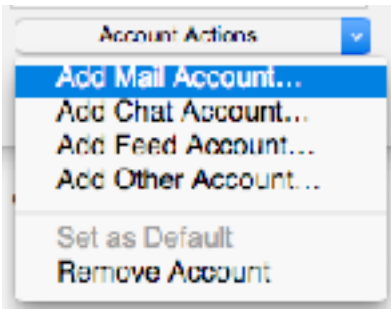 Account Actions
Add Mail Account...
Add Chat Account...
Add Feed Account...
Add Other Account...
Set as Default
Remove Account